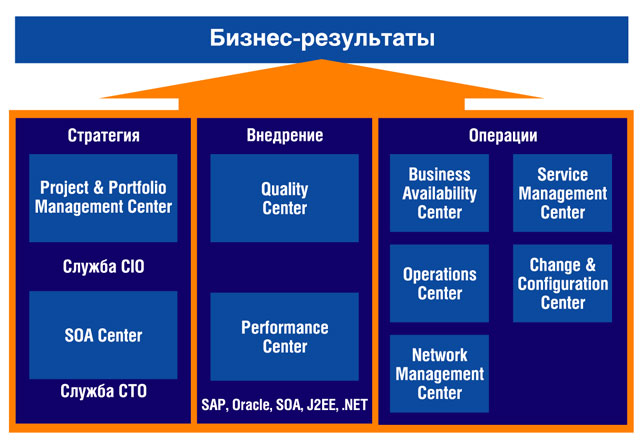 Бизнес-результаты
Стратегия
Project & Portfolio
Management Center
Служба CIO
SOA Center
Служба CTO
Внедрение
Quality
Center
Performance
Center
SAP, Oracle, SOA, J2EE, .NET
Операции
Business
Availability
Center
Service
Management
Center
Operations
Center
Change &
Configuration
Center
Network
Management
Center